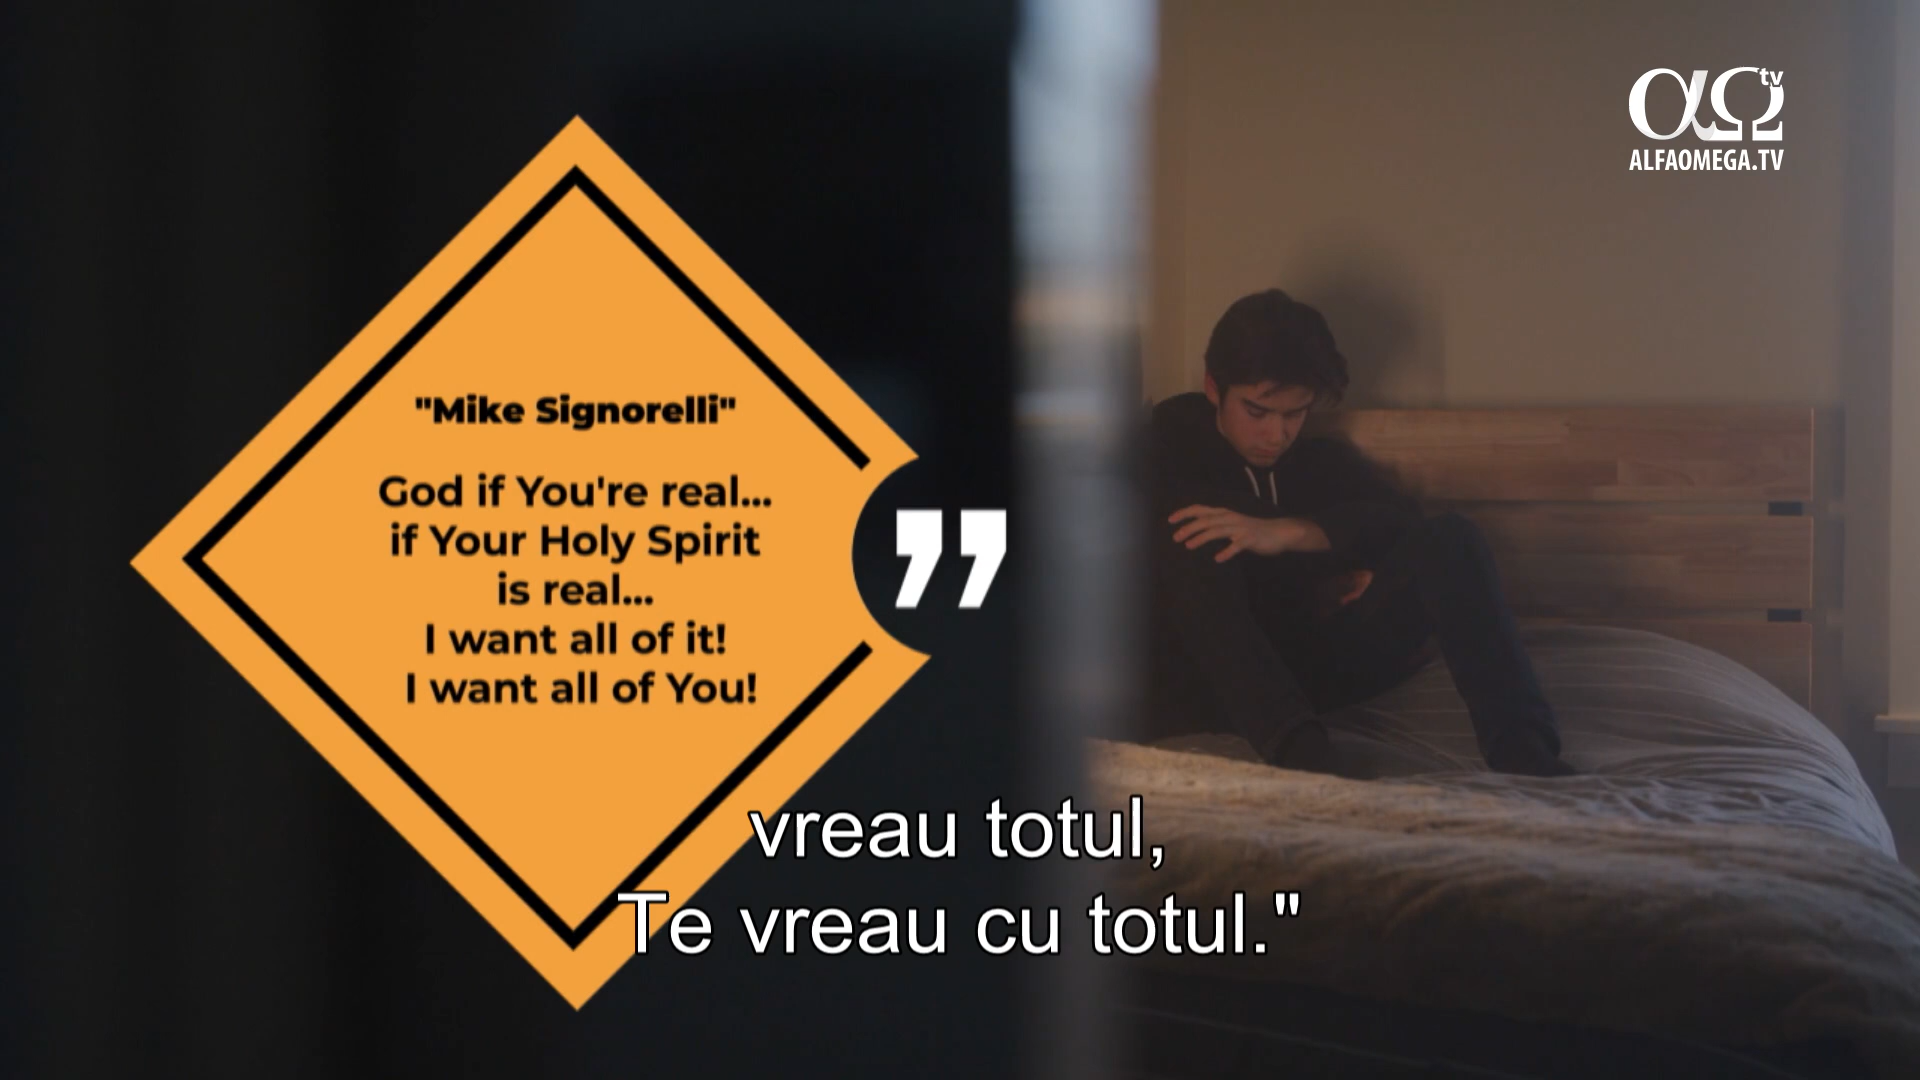 αΩ tv
ALFAOMEGA.TV
"Mike Signorelli"
God if You're real...
if Your Holy Spirit
is real...
I want all of it!
I want all of You!
”
vreau totul,
Te vreau cu totul."